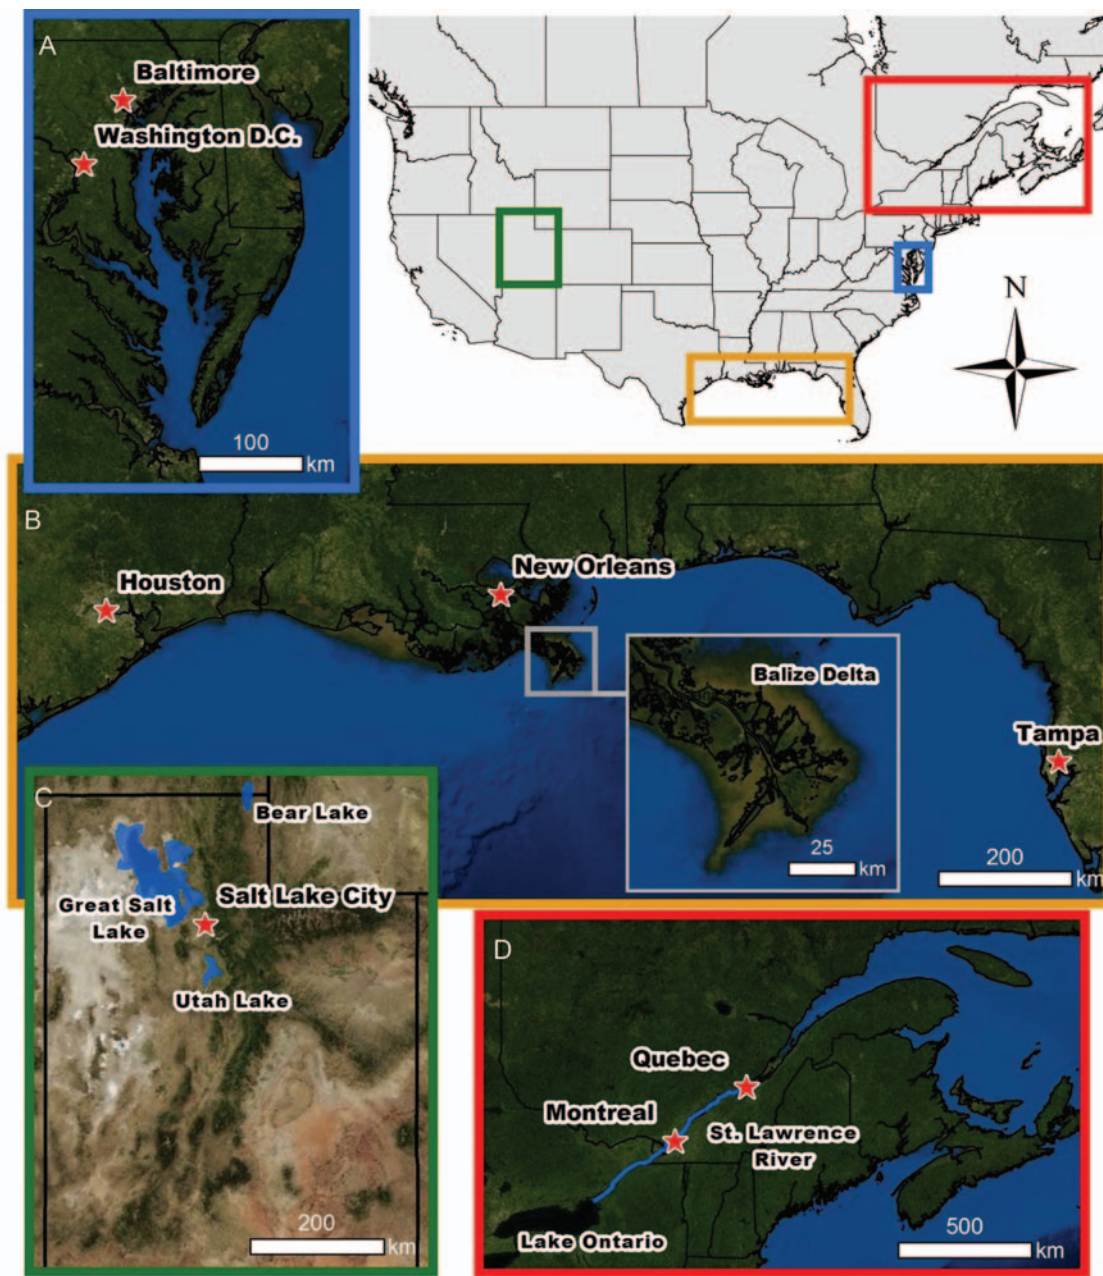 A
Baltimore
Washington D.C.
100
km
N
B
Houston
New Orleans
Balize Delta
Tampa
25
km
200
km
C
Bear Lake
Great Salt
Lake
Salt Lake City
Utah Lake
200
km
D
Quebec
Montreal
St. Lawrence
River
Lake Ontario
500
km